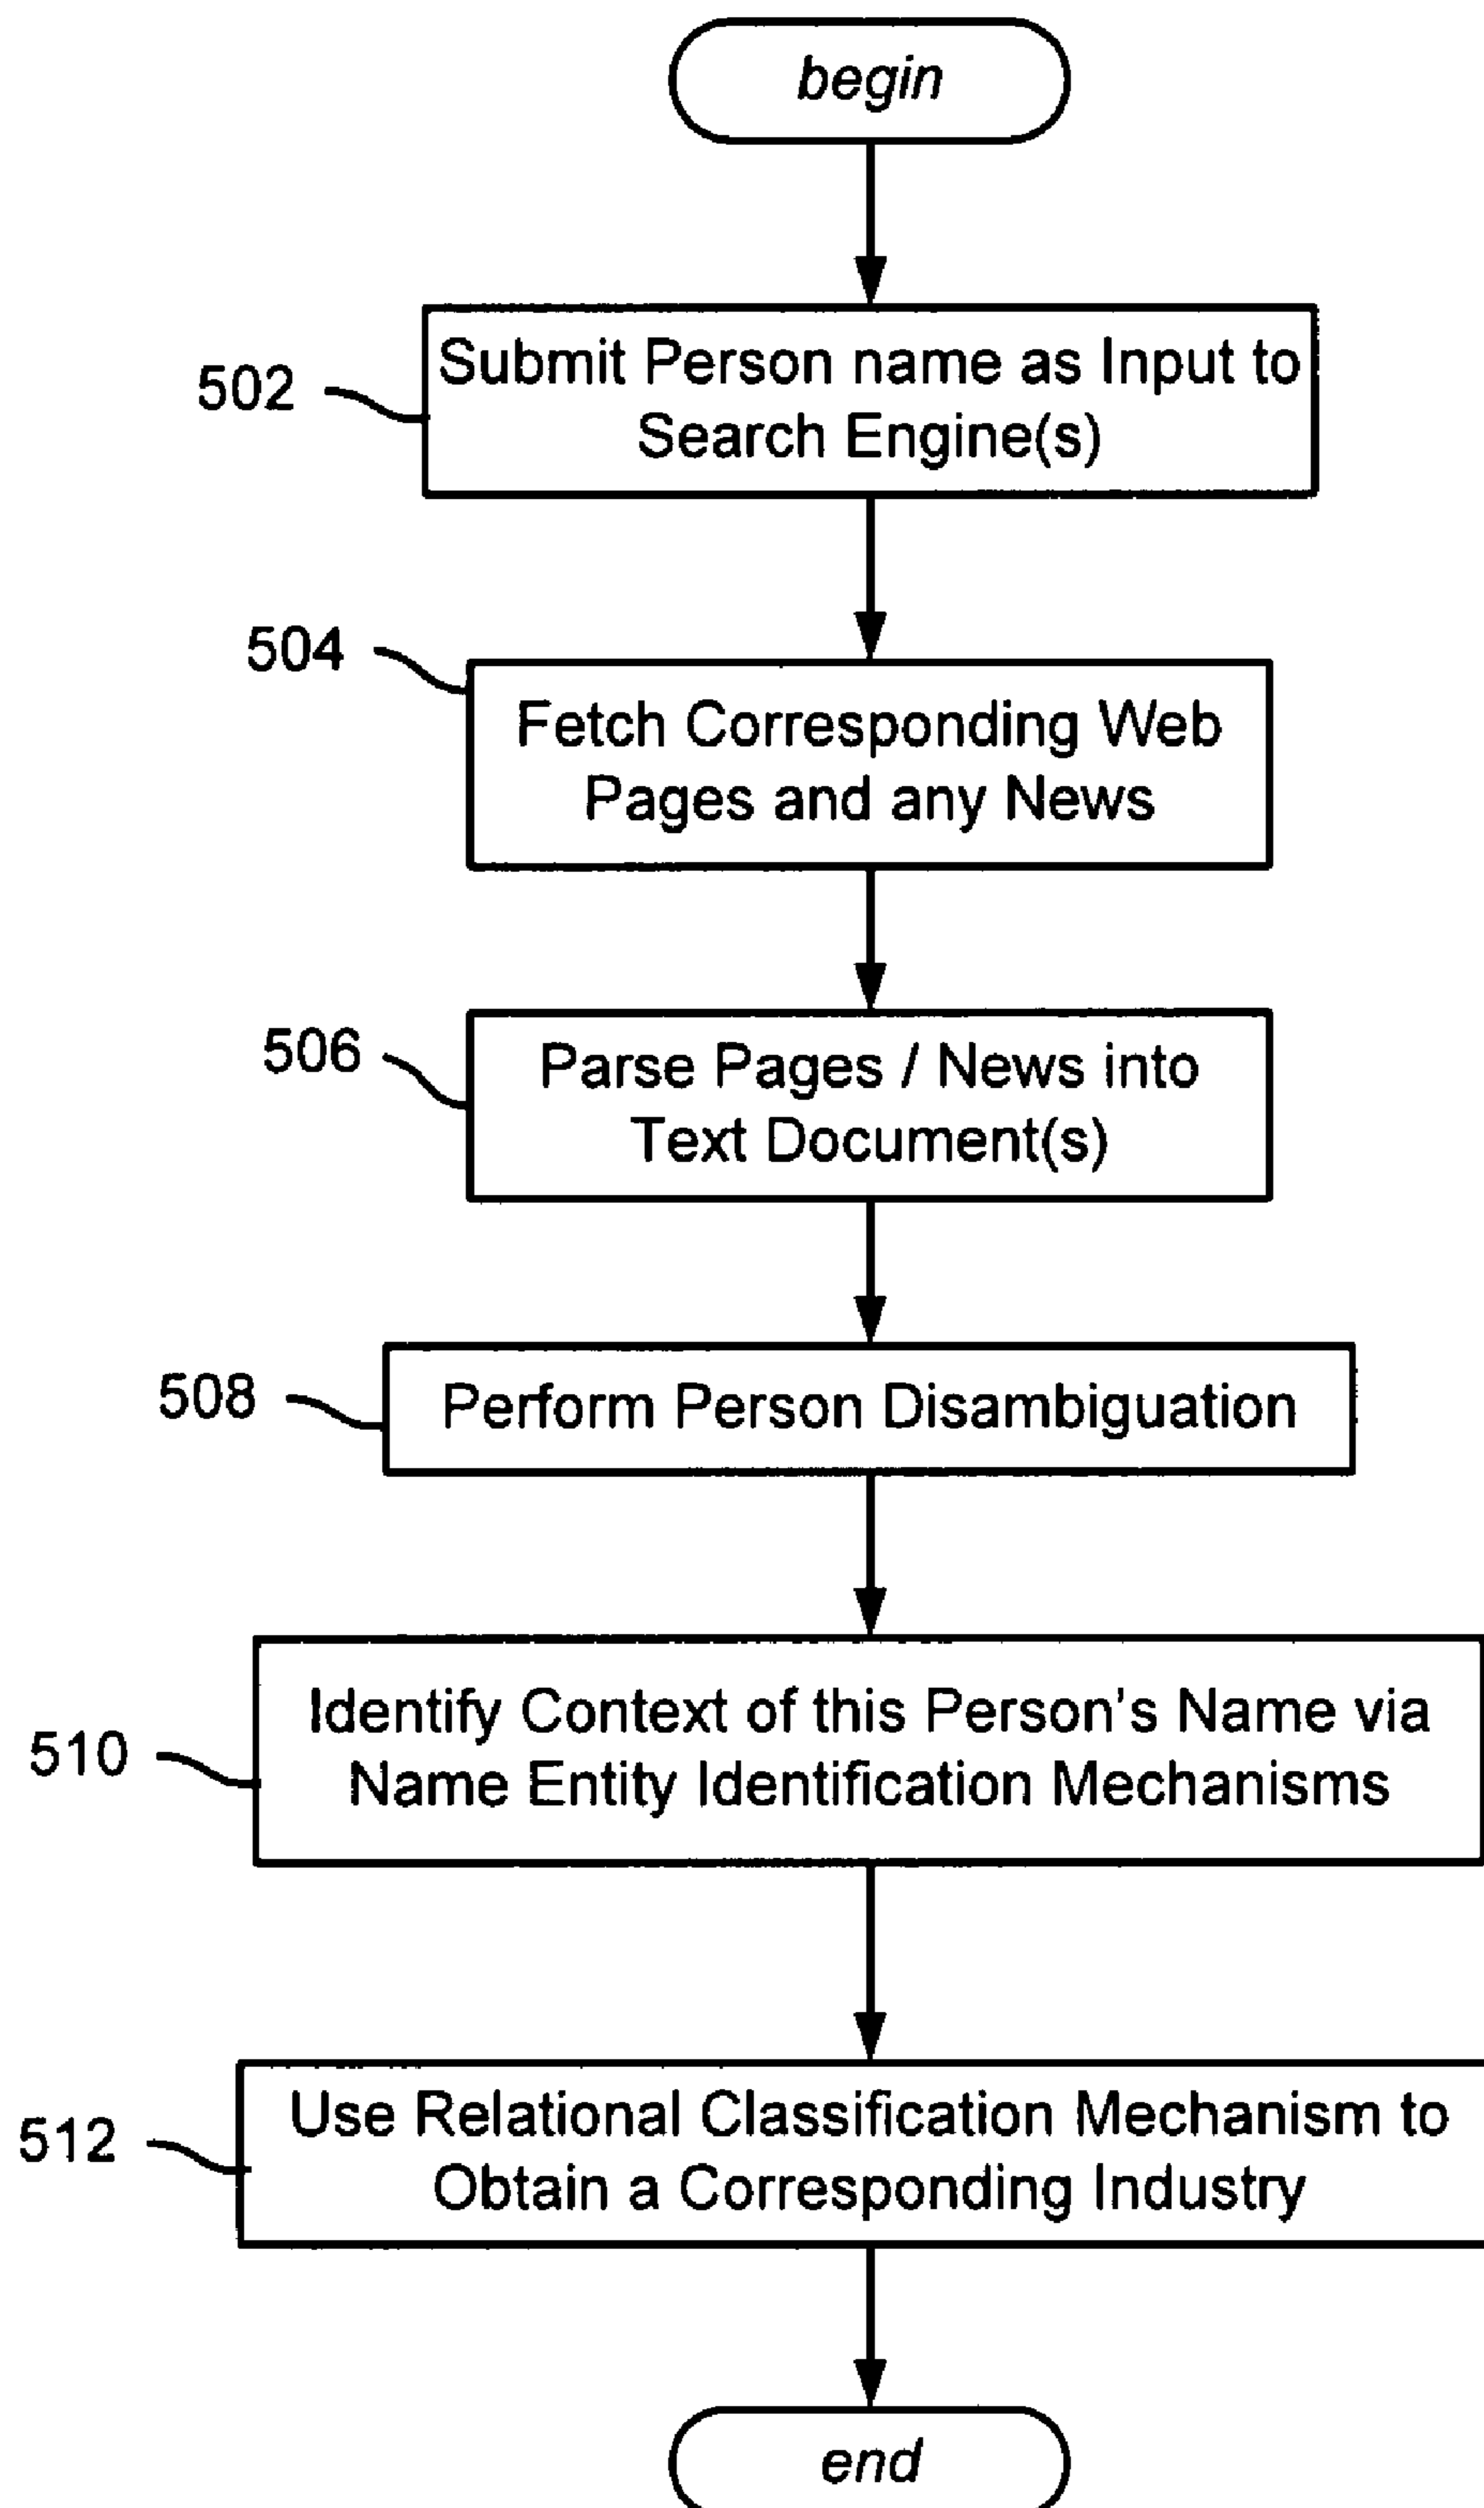 begin
502
Submit Person name as Input to
Search Engine(s)
504
Fetch Corresponding Web
Pages and any News
506
Parse Pages / News into
Text Document(s)
508
Perform Person Disambiguation
510
Identify Context of this Person's Name via
Name Entity Identification Mechanisms
512
Use Relational Classification Mechanism to
Obtain a Corresponding Industry
end